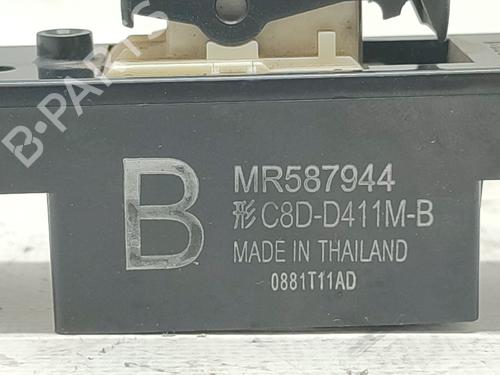 B-PARTS
B
MR587944
形 C8D-D411M-B
MADE IN THAILAND
0881T11AD